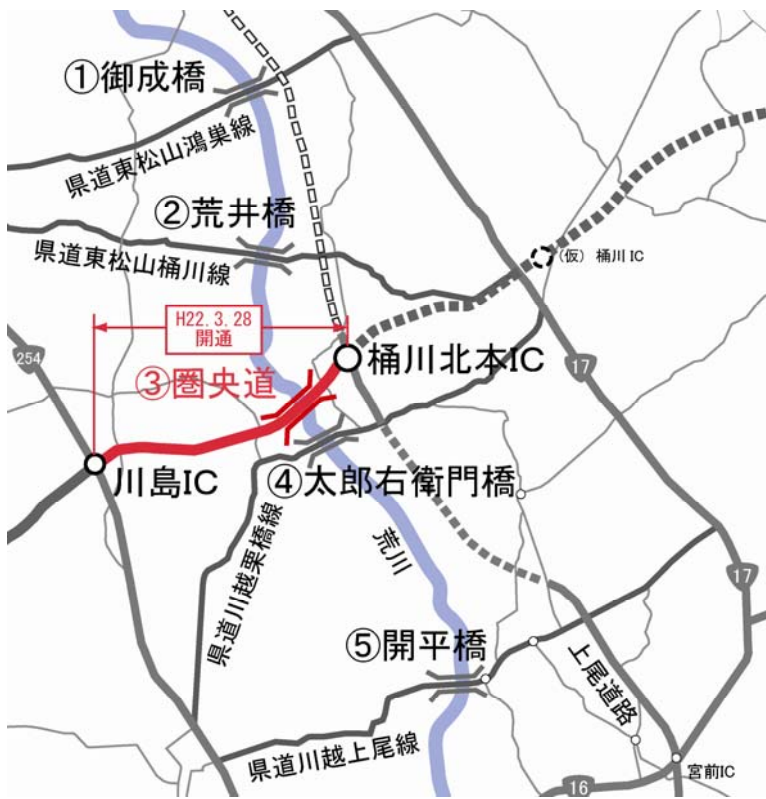 ①御成橋
県道東松山鴻巣線
②荒井橋
県道東松山桶川線
(仮) 桶川 IC
H22.3.28
開通
254
③圏央道
桶川北本IC
17
川島IC
④太郎右衛門橋
県道川越栗橋線
荒川
17
⑤開平橋
上尾道路
県道川越上尾線
宮前IC
16